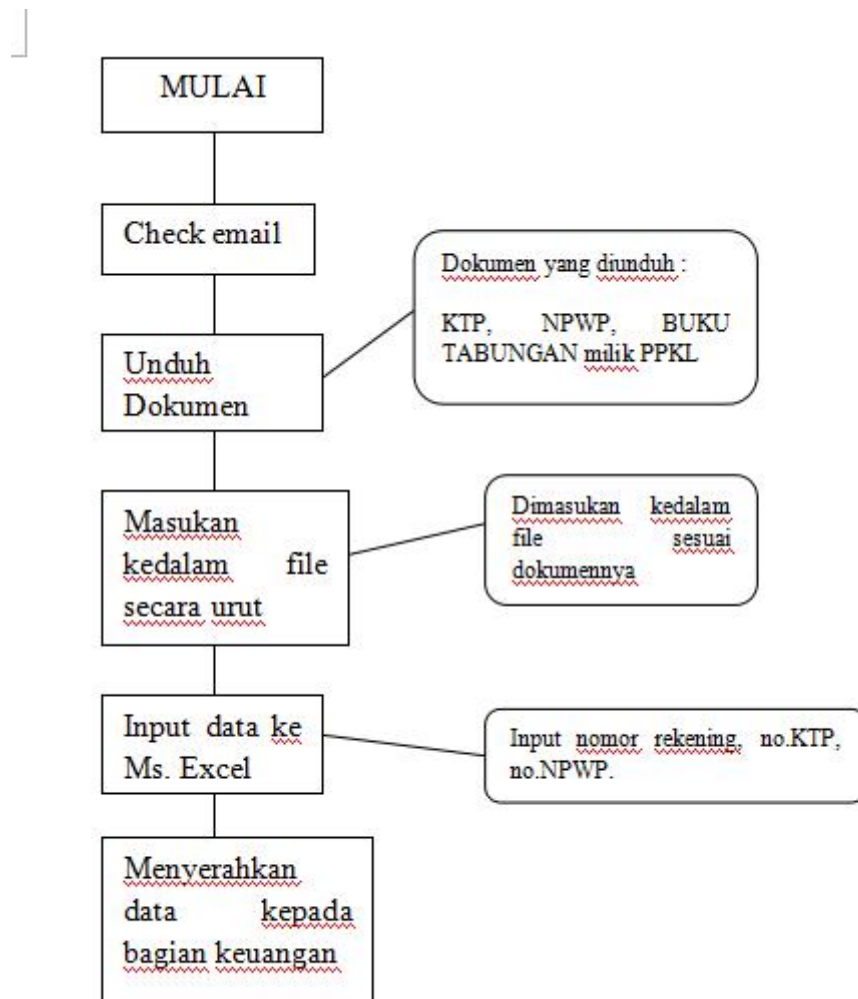 MULAI
Check email
Dokumen yang diunduh :
KTP, NPWP, BUKU
TABUNGAN milik PPKL
Unduh
Dokumen
Masukan
kedalam file
secara urut
Dimasukan kedalam
file sesuai
dokumennya
Input data ke
Ms. Excel
Input nomor rekening, no.KTP,
no.NPWP.
Menyerahkan
data kepada
bagian keuangan